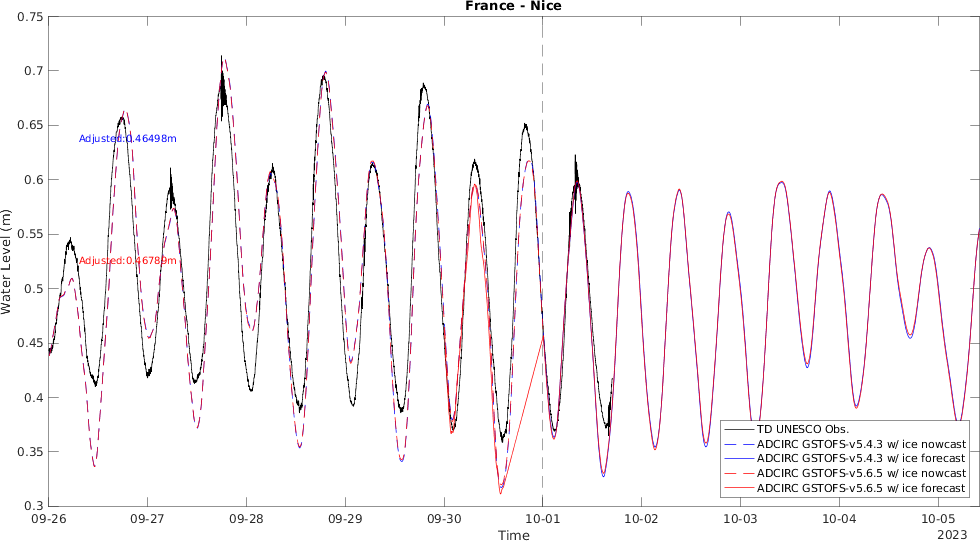 France - Nice
Water Level (m)
0.75
0.7
0.65
0.6
0.55
0.5
0.45
0.4
0.35
0.3
Adjusted:0.46498m
Adjusted:0.46789m
TD UNESCO Obs.
ADCIRC GSTOFS-v5.4.3 w/ ice nowcast
ADCIRC GSTOFS-v5.4.3 w/ ice forecast
ADCIRC GSTOFS-v5.6.5 w/ ice nowcast
ADCIRC GSTOFS-v5.6.5 w/ ice forecast
09-26 09-27 09-28 09-29 09-30 10-01 10-02 10-03 10-04 10-05
Time
2023